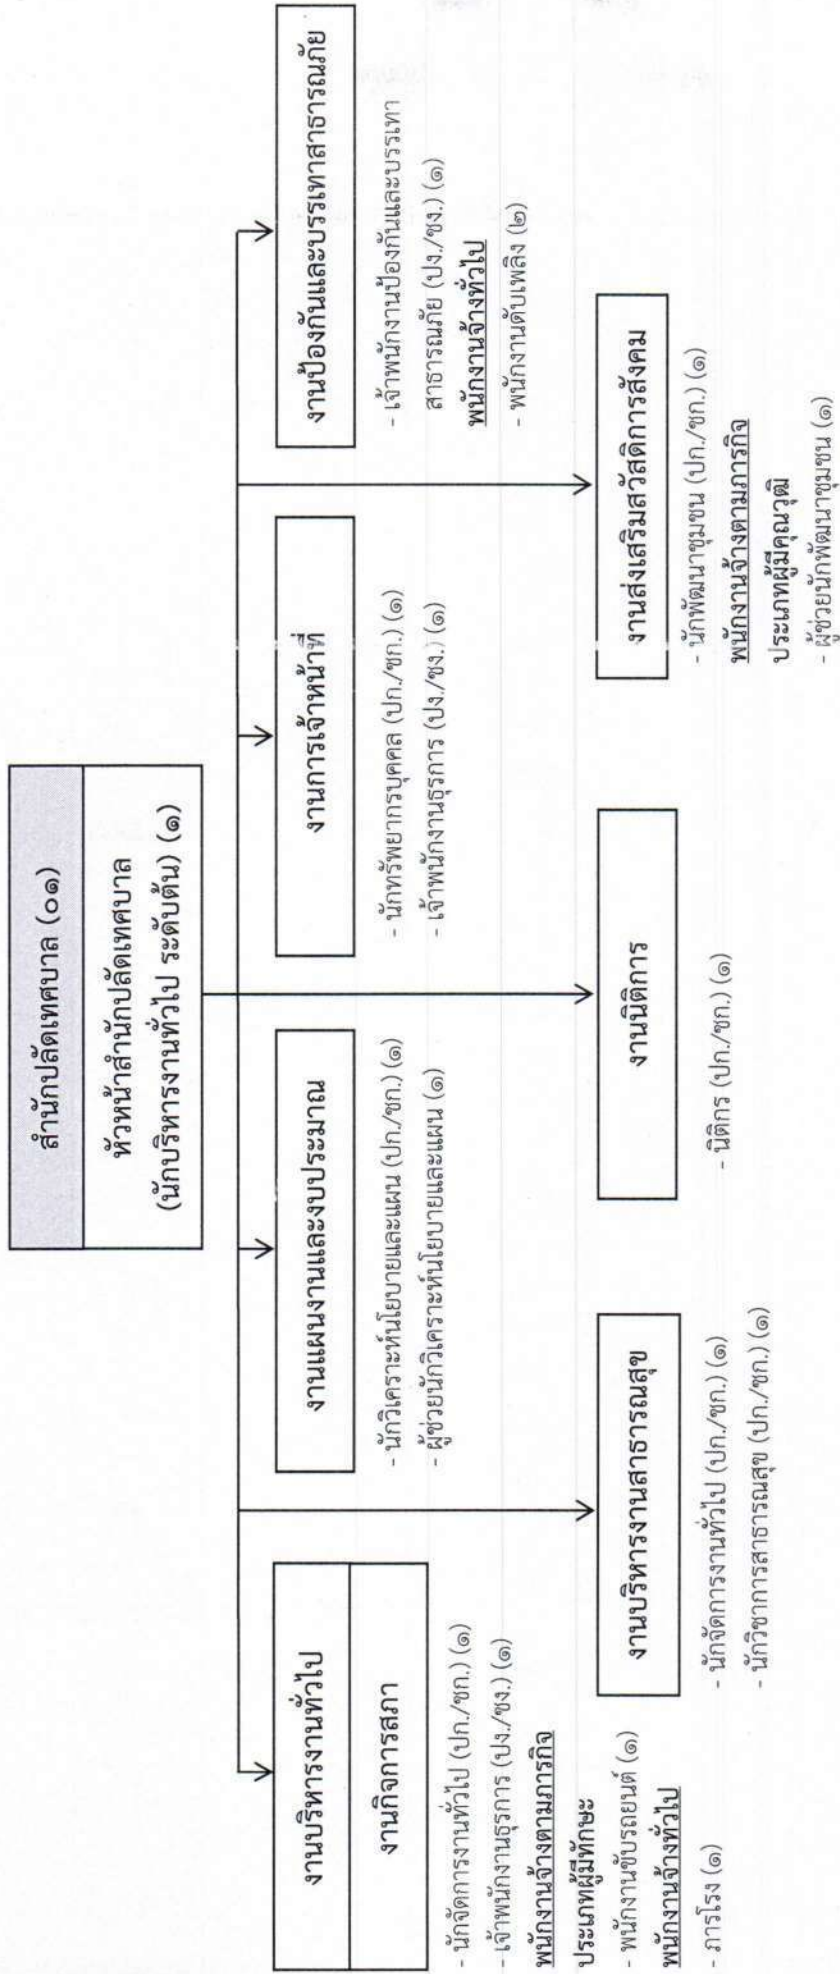 สำนักปลัดเทศบาล (๐๑)
หัวหน้าสำนักปลัดเทศบาล
(นักบริหารงานทั่วไป ระดับต้น) (๑)
งานบริหารงานทั่วไป
งานกิจการสภา
- นักจัดการงานทั่วไป (ปก./ชก.) (๑)
- เจ้าพนักงานธุรการ (ปง./ชง.) (๑)
พนักงานจ้างตามภารกิจ
ประเภทผู้มีทักษะ
- พนักงานขับรถยนต์ (๑)
พนักงานจ้างทั่วไป
- ภารโรง (๑)
งานแผนงานและงบประมาณ
- นักวิเคราะห์นโยบายและแผน (ปก./ชก.) (๑)
- ผู้ช่วยนักวิเคราะห์นโยบายและแผน (๑)
งานการเจ้าหน้าที่
- นักทรัพยากรบุคคล (ปก./ชก.) (๑)
- เจ้าพนักงานธุรการ (ปง./ชง.) (๑)
งานป้องกันและบรรเทาสาธารณภัย
- เจ้าพนักงานป้องกันและบรรเทา
สาธารณภัย (ปง./ชง.) (๑)
พนักงานจ้างทั่วไป
- พนักงานดับเพลิง (๒)
งานบริหารงานสาธารณสุข
- นักจัดการงานทั่วไป (ปก./ชก.) (๑)
- นักวิชาการสาธารณสุข (ปก./ชก.) (๑)
งานนิติการ
- นิติกร (ปก./ชก.) (๑)
งานส่งเสริมสวัสดิการสังคม
- นักพัฒนาชุมชน (ปก./ชก.) (๑)
พนักงานจ้างตามภารกิจ
ประเภทผู้มีคุณวุฒิ
- ผู้ช่วยนักพัฒนาชุมชน (๑)